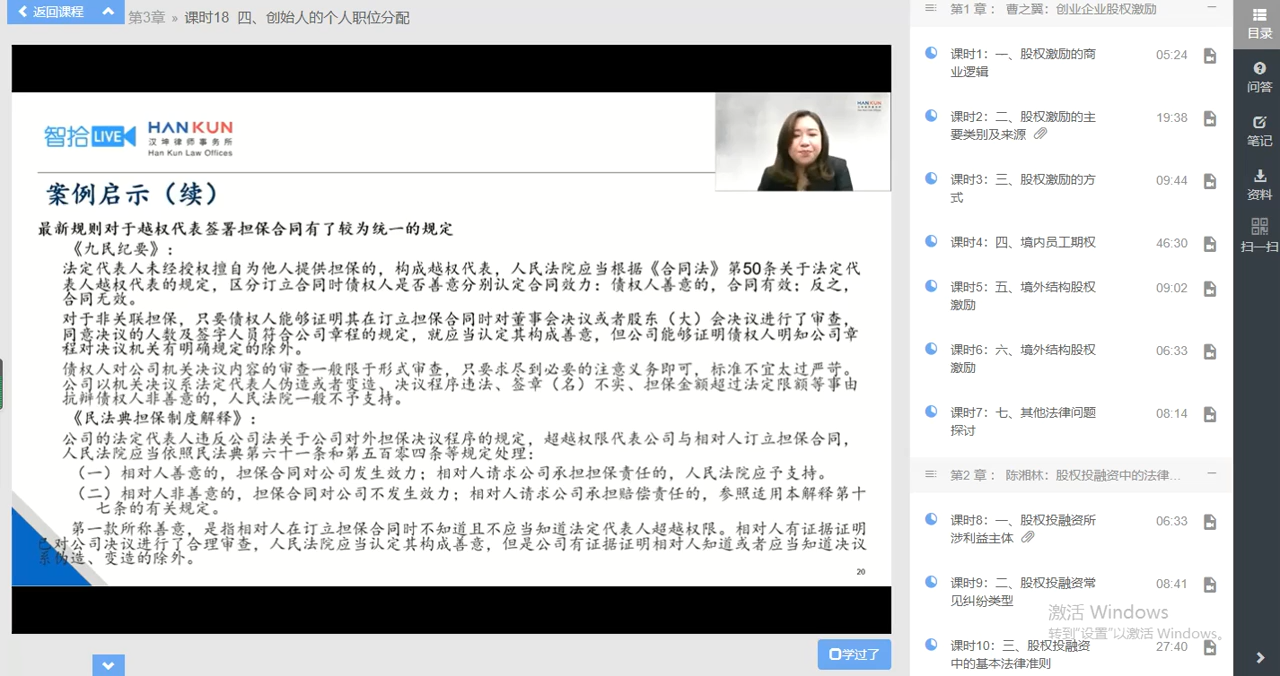 返回课程
第3章 » 课时18 四、创始人的个人职位分配
智拾LIVE
HANKUN
汉坤律师事务所
Han Kun Law Offices
HANKUN
案例启示（续）
最新规则对于越权代表签署担保合同有了较为统一的规定
《九民纪要》：
法定代表人未经授权擅自为他人提供担保的，构成越权代表，人民法院应当根据《合同法》第50条关于法定代
表人越权代表的规定，区分订立合同时债权人是否善意分别认定合同效力：债权人善意的，合同有效；反之，
合同无效。
对于非关联担保，只要债权人能够证明其在订立担保合同时对董事会决议或者股东（大）会决议进行了审查，
同意决议的人数及签字人员符合公司章程的规定，就应当认定其构成善意，但公司能够证明债权人明知公司章
程对决议机关有明确规定的除外。
债权人对公司机关决议内容的审查一般限于形式审查，只要求尽到必要的注意义务即可，标准不宜太过严苛。
公司以机关决议系法定代表人伪造或者变造、决议程序违法、签章（名）不实、担保金额超过法定限额等事由
抗辩债权人非善意的，人民法院一般不予支持。
《民法典担保制度解释》：
公司的法定代表人违反公司法关于公司对外担保决议程序的规定，超越权限代表公司与相对人订立担保合同，
人民法院应当依照民法典第六十一条和第五百零四条等规定处理：
（一）相对人善意的，担保合同对公司发生效力；相对人请求公司承担担保责任的，人民法院应予支持。
（二）相对人非善意的，担保合同对公司不发生效力；相对人请求公司承担赔偿责任的，参照适用本解释第十
七条的有关规定。
第一款所称善意，是指相对人在订立担保合同时不知道且不应当知道法定代表人超越权限。相对人有证据证明
已对公司决议进行了合理审查，人民法院应当认定其构成善意，但是公司有证据证明相对人知道或者应当知道决议
系伪造、变造的除外。
20
学过了
第1章： 曹之翼：创业企业股权激励
课时1：一、股权激励的商 05:24
业逻辑
课时2：二、股权激励的主 19:38
要类别及来源
课时3：三、股权激励的方 09:44
式
课时4：四、境内员工期权 46:30
课时5：五、境外结构股权 09:02
激励
课时6：六、境外结构股权 06:33
激励
课时7：七、其他法律问题 08:14
探讨
第2章： 陈湘林：股权投融资中的法律...
课时8：一、股权投融资所 06:33
涉利益主体
课时9：二、股权投融资常 08:41
见纠纷类型
课时10：三、股权投融资 27:40
中的基本法律准则
激活 Windows
转到"设置"以激活 Windows。
目录
问答
笔记
资料
扫一扫